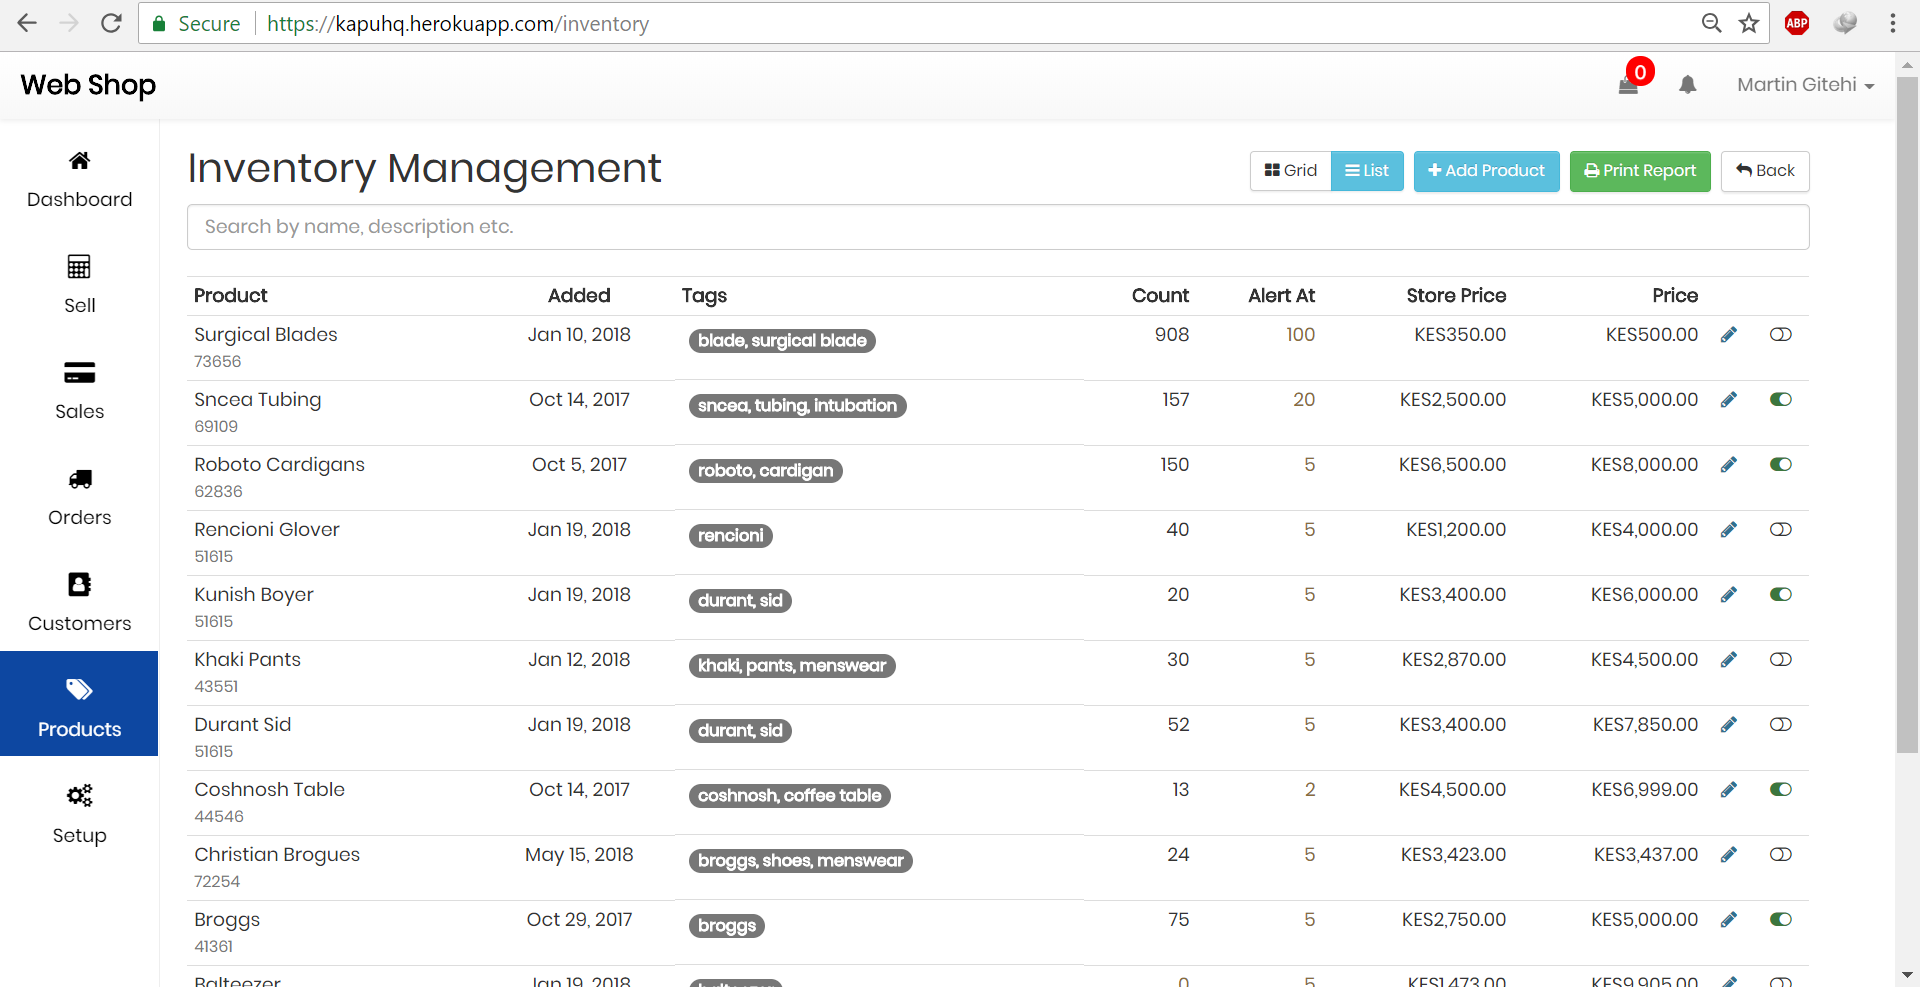 Secure https://kapuhq.herokuapp.com/inventory ABP
Web Shop 0 Martin Gitehi
Dashboard
Sell
Sales
Orders
Customers
Products
Setup
Inventory Management Grid List Add Product Print Report Back
Search by name, description etc.
Product Added Tags Count Alert At Store Price Price
Surgical Blades Jan 10, 2018 blade, surgical blade 908 100 KES350.00 KES500.00
73656
Sncea Tubing Oct 14, 2017 sncea, tubing, intubation 157 20 KES2,500.00 KES5,000.00
69109
Roboto Cardigans Oct 5, 2017 roboto, cardigan 150 5 KES6,500.00 KES8,000.00
62836
Rencioni Glover Jan 19, 2018 rencioni 40 5 KES1,200.00 KES4,000.00
51615
Kunish Boyer Jan 19, 2018 durant, sid 20 5 KES3,400.00 KES6,000.00
51615
Khaki Pants Jan 12, 2018 khaki, pants, menswear 30 5 KES2,870.00 KES4,500.00
43551
Durant Sid Jan 19, 2018 durant, sid 52 5 KES3,400.00 KES7,850.00
51615
Coshnosh Table Oct 14, 2017 coshnosh, coffee table 13 2 KES4,500.00 KES6,999.00
44546
Christian Brogues May 15, 2018 broggs, shoes, menswear 24 5 KES3,423.00 KES3,437.00
72254
Broggs Oct 29, 2017 broggs 75 5 KES2,750.00 KES5,000.00
41361
Balteezer Jan 19, 2018 balteezer 0 5 KES1,473.00 KES9,905.00